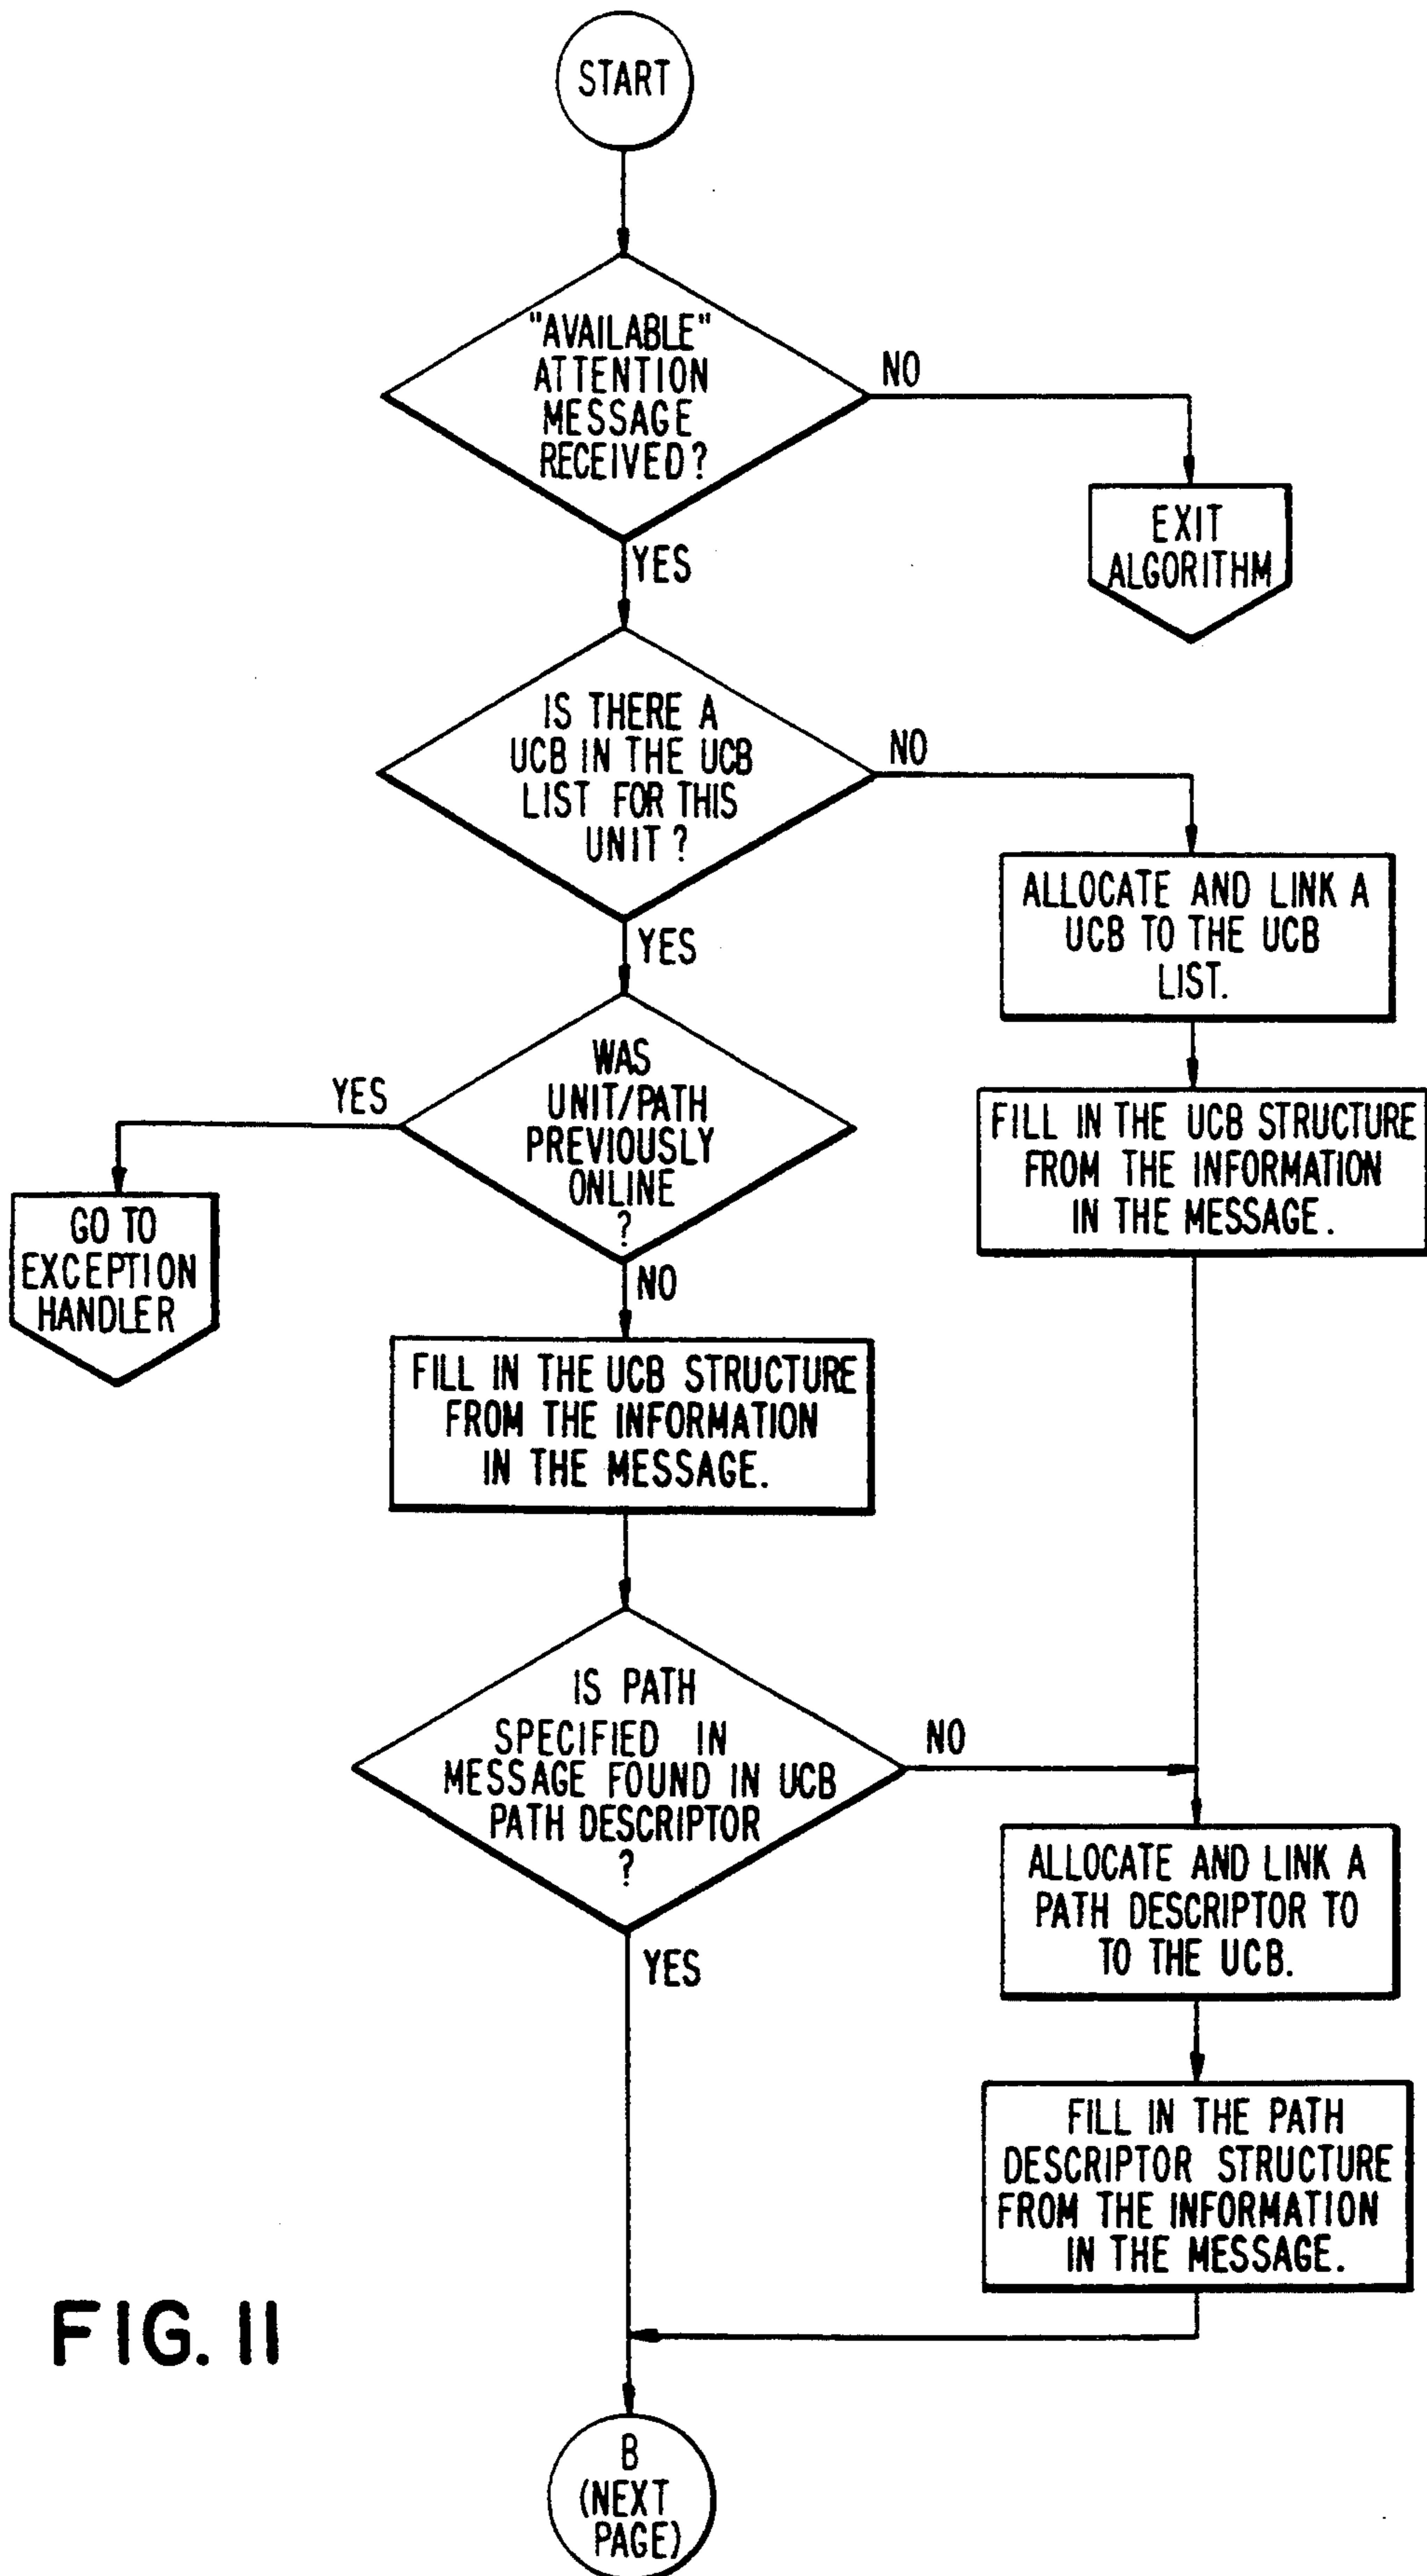 START
"AVAILABLE"
ATTENTION
MESSAGE
RECEIVED?
NO
EXIT
ALGORITHM
YES
IS THERE A
UCB IN THE UCB
LIST FOR THIS
UNIT?
NO
ALLOCATE AND LINK A
UCB TO THE UCB
LIST.
YES
WAS
UNIT/PATH
PREVIOUSLY
ONLINE
?
YES
GO TO
EXCEPTION
HANDLER
FILL IN THE UCB STRUCTURE
FROM THE INFORMATION
IN THE MESSAGE.
NO
FILL IN THE UCB STRUCTURE
FROM THE INFORMATION
IN THE MESSAGE.
IS PATH
SPECIFIED IN
MESSAGE FOUND IN UCB
PATH DESCRIPTOR
?
NO
ALLOCATE AND LINK A
PATH DESCRIPTOR TO
TO THE UCB.
YES
FILL IN THE PATH
DESCRIPTOR STRUCTURE
FROM THE INFORMATION
IN THE MESSAGE.
FIG. 11
B
(NEXT
PAGE)